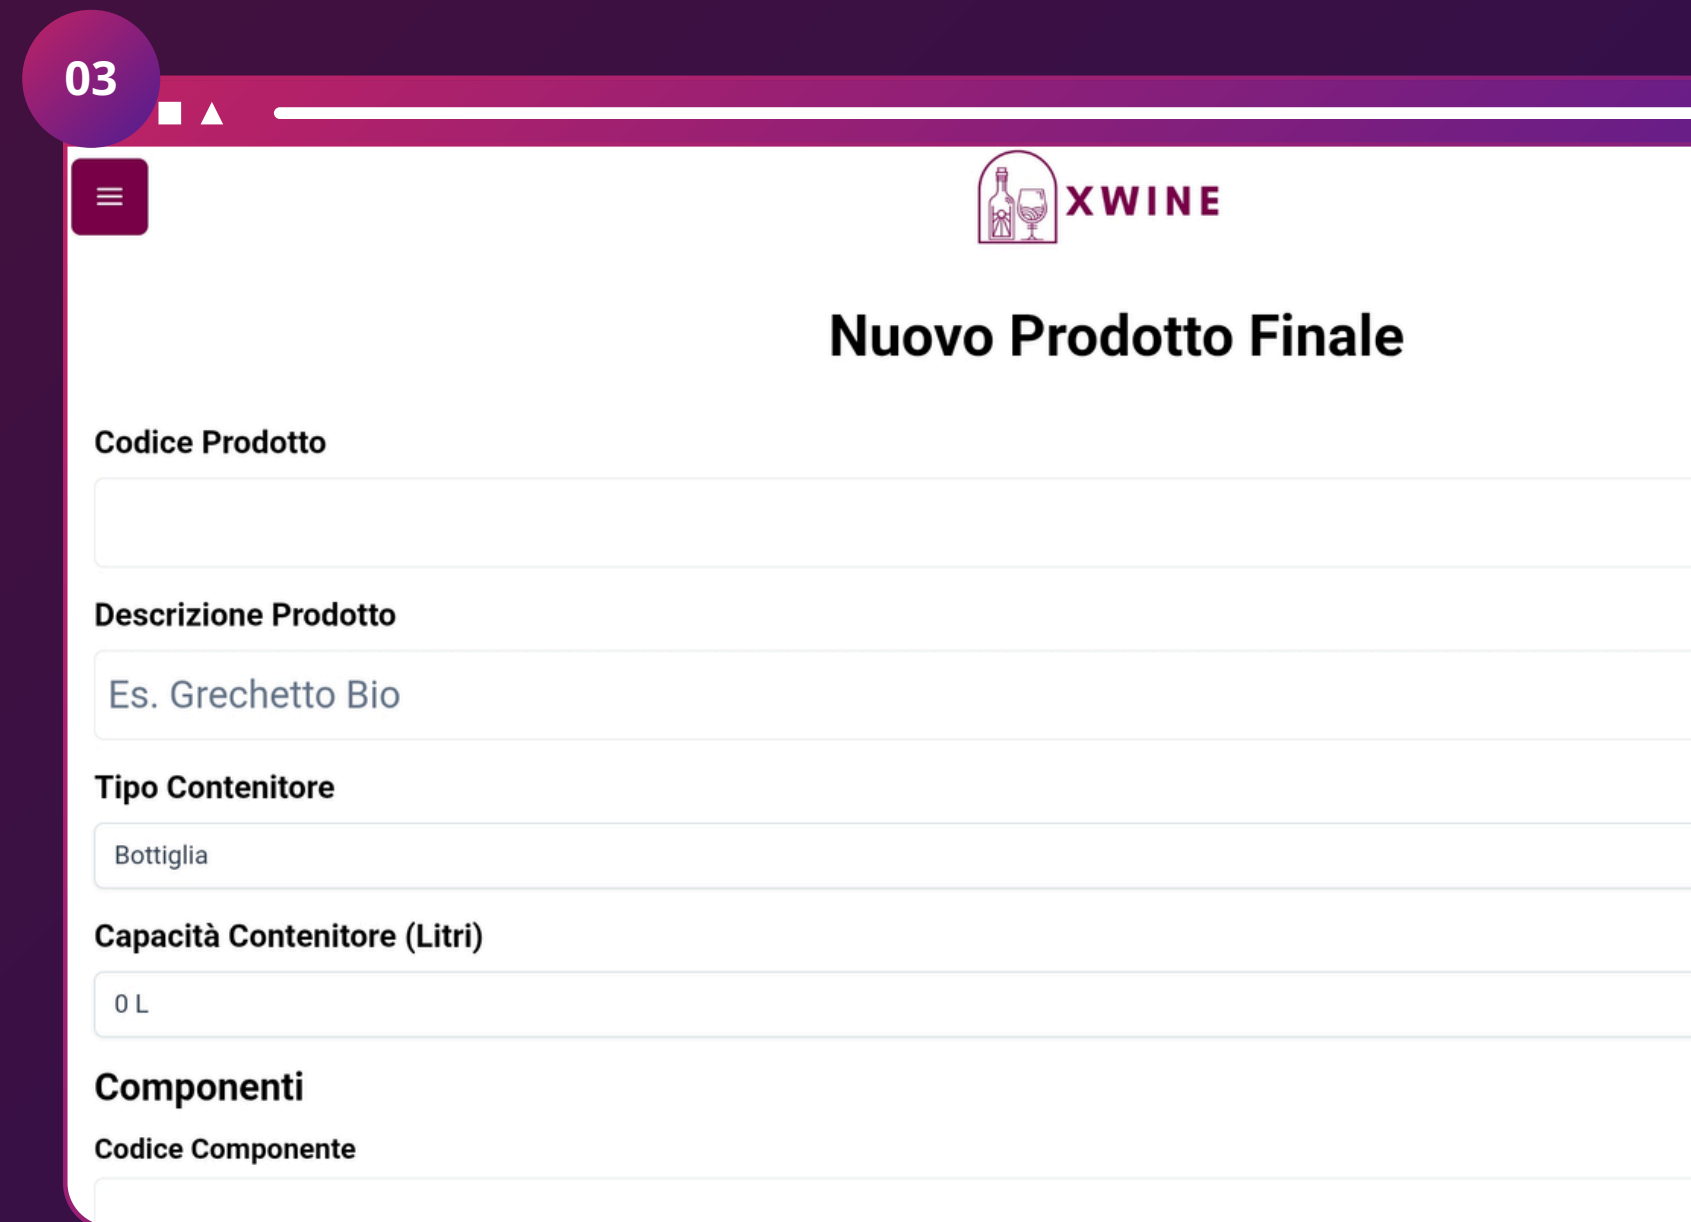 03
XWINE
Nuovo Prodotto Finale
Codice Prodotto
Descrizione Prodotto
Es. Grechetto Bio
Tipo Contenitore
Bottiglia
Capacità Contenitore (Litri)
0 L
Componenti
Codice Componente